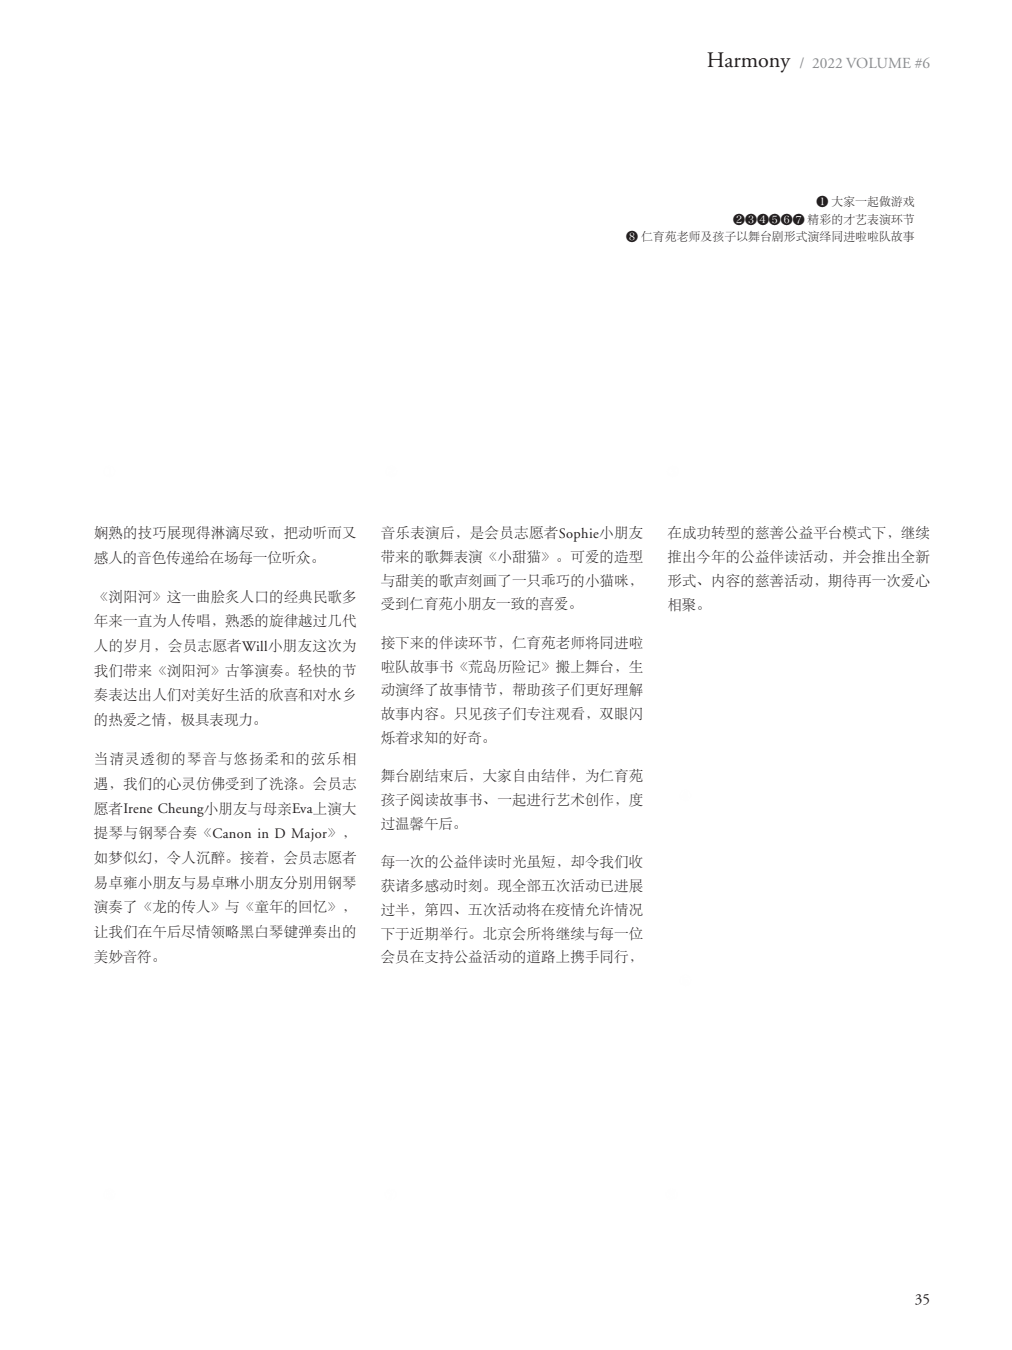 Harmony / 2022 VOLUME #6
❶ 大家一起做游戏
❷❸❹❺❻❼ 精彩的才艺表演环节
❽ 仁育苑老师及孩子以舞台剧形式演绎同进啦啦队故事
娴熟的技巧展现得淋漓尽致，把动听而又
感人的音色传递给在场每一位听众。
《浏阳河》这一曲脍炙人口的经典民歌多
年来一直为人传唱，熟悉的旋律越过几代
人的岁月，会员志愿者Will小朋友这次为
我们带来《浏阳河》古筝演奏。轻快的节
奏表达出人们对美好生活的欣喜和对水乡
的热爱之情，极具表现力。
当清灵透彻的琴音与悠扬柔和的弦乐相
遇，我们的心灵仿佛受到了洗涤。会员志
愿者Irene Cheung小朋友与母亲Eva上演大
提琴与钢琴合奏《Canon in D Major》，
如梦似幻，令人沉醉。接着，会员志愿者
易卓雍小朋友与易卓琳小朋友分别用钢琴
演奏了《龙的传人》与《童年的回忆》，
让我们在午后尽情领略黑白琴键弹奏出的
美妙音符。
音乐表演后，是会员志愿者Sophie小朋友
带来的歌舞表演《小甜猫》。可爱的造型
与甜美的歌声刻画了一只乖巧的小猫咪，
受到仁育苑小朋友一致的喜爱。
接下来的伴读环节，仁育苑老师将同进啦
啦队故事书《荒岛历险记》搬上舞台，生
动演绎了故事情节，帮助孩子们更好理解
故事内容。只见孩子们专注观看，双眼闪
烁着求知的好奇。
舞台剧结束后，大家自由结伴，为仁育苑
孩子阅读故事书、一起进行艺术创作，度
过温馨午后。
每一次的公益伴读时光虽短，却令我们收
获诸多感动时刻。现全部五次活动已进展
过半，第四、五次活动将在疫情允许情况
下于近期举行。北京会所将继续与每一位
会员在支持公益活动的道路上携手同行，
在成功转型的慈善公益平台模式下，继续
推出今年的公益伴读活动，并会推出全新
形式、内容的慈善活动，期待再一次爱心
相聚。
35